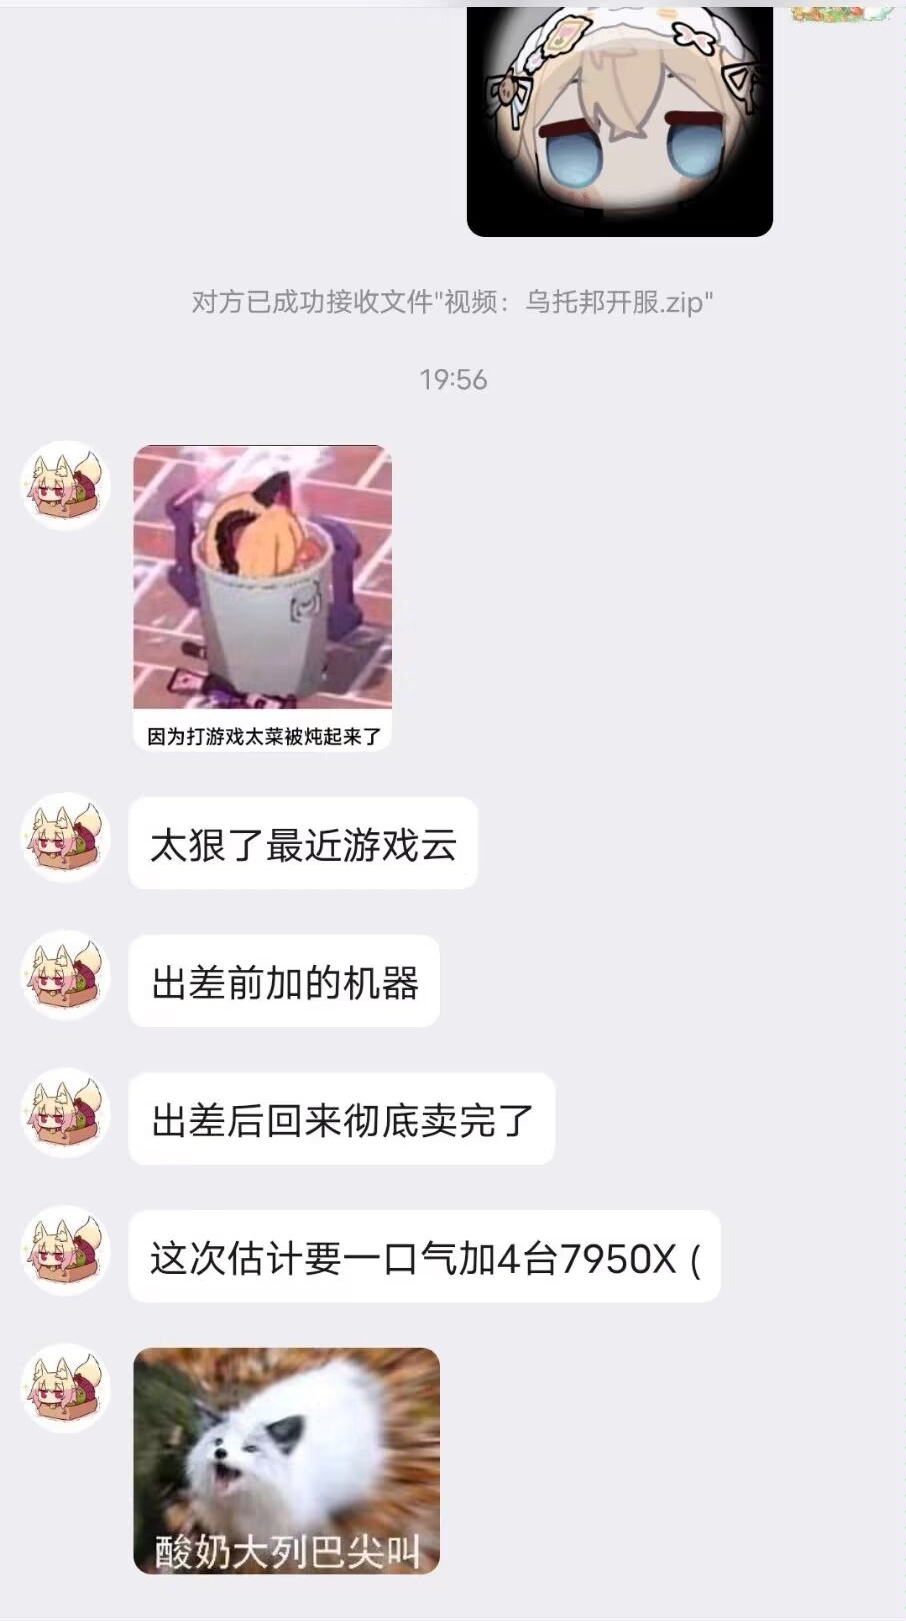 对方已成功接收文件"视频：乌托邦开服.zip"
19:56
因为打游戏太菜被炖起来了
太狠了最近游戏云
出差前加的机器
出差后回来彻底卖完了
这次估计要一口气加4台7950X（
酸奶大列巴尖叫